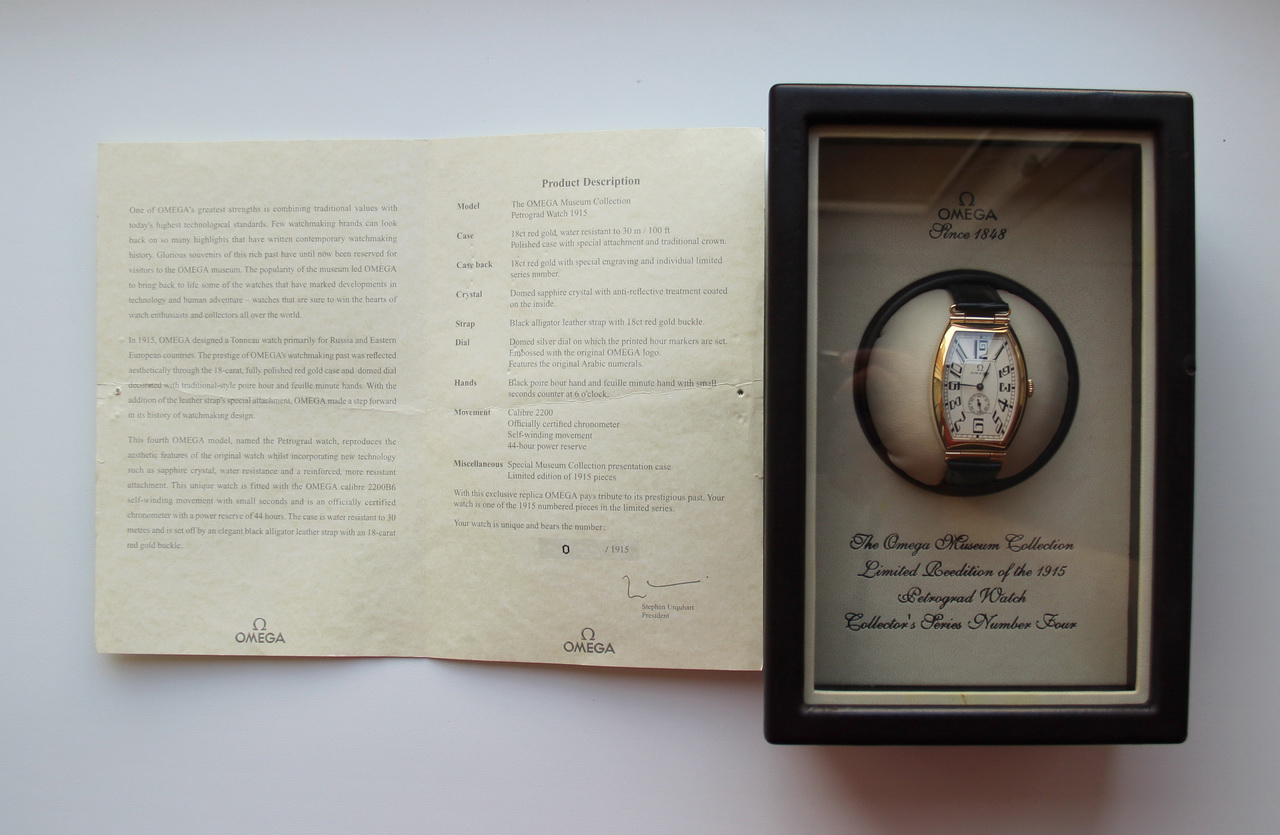 One of OMEGA's greatest strengths is combining traditional values with
today's highest technological standards. Few watchmaking brands can look
back on so many highlights that have written contemporary watchmaking
history. Glorious souvenirs of this rich past have until now been reserved for
visitors to the OMEGA museum. The popularity of the museum led OMEGA
to bring back to life some of the watches that have marked developments in
technology and human adventure – watches that are sure to win the hearts of
watch enthusiasts and collectors all over the world.
In 1915, OMEGA designed a Tonneau watch primarily for Russia and Eastern
European countries. The prestige of OMEGA's watchmaking past was reflected
aesthetically through the 18-carat, fully polished red gold case and domed dial
decorated with traditional-style poire hour and feuille minute hands. With the
addition of the leather strap's special attachment, OMEGA made a step forward
in its history of watchmaking design.
This fourth OMEGA model, named the Petrograd watch, reproduces the
aesthetic features of the original watch whilst incorporating new technology
such as sapphire crystal, water resistance and a reinforced, more resistant
attachment. This unique watch is fitted with the OMEGA calibre 2200B6
self-winding movement with small seconds and is an officially certified
chronometer with a power reserve of 44 hours. The case is water resistant to 30
metres and is set off by an elegant black alligator leather strap with an 18-carat
red gold buckle.
Ω
OMEGA
Product Description
Model The OMEGA Museum Collection
Petrograd Watch 1915
Case 18ct red gold, water resistant to 30 m / 100 ft
Polished case with special attachment and traditional crown.
Case back 18ct red gold with special engraving and individual limited
series number.
Crystal Domed sapphire crystal with anti-reflective treatment coated
on the inside.
Strap Black alligator leather strap with 18ct red gold buckle.
Dial Domed silver dial on which the printed hour markers are set.
Embossed with the original OMEGA logo.
Features the original Arabic numerals.
Hands Black poire hour hand and feuille minute hand with small
seconds counter at 6 o'clock.
Movement Calibre 2200
Officially certified chronometer
Self-winding movement
44-hour power reserve
Miscellaneous Special Museum Collection presentation case
Limited edition of 1915 pieces
With this exclusive replica OMEGA pays tribute to its prestigious past. Your
watch is one of the 1915 numbered pieces in the limited series.
Your watch is unique and bears the number:
0 / 1915
Stephen Urquhart
President
Ω
OMEGA
Ω
OMEGA
Since 1848
The Omega Museum Collection
Limited Reedition of the 1915
Petrograd Watch
Collector's Series Number Four